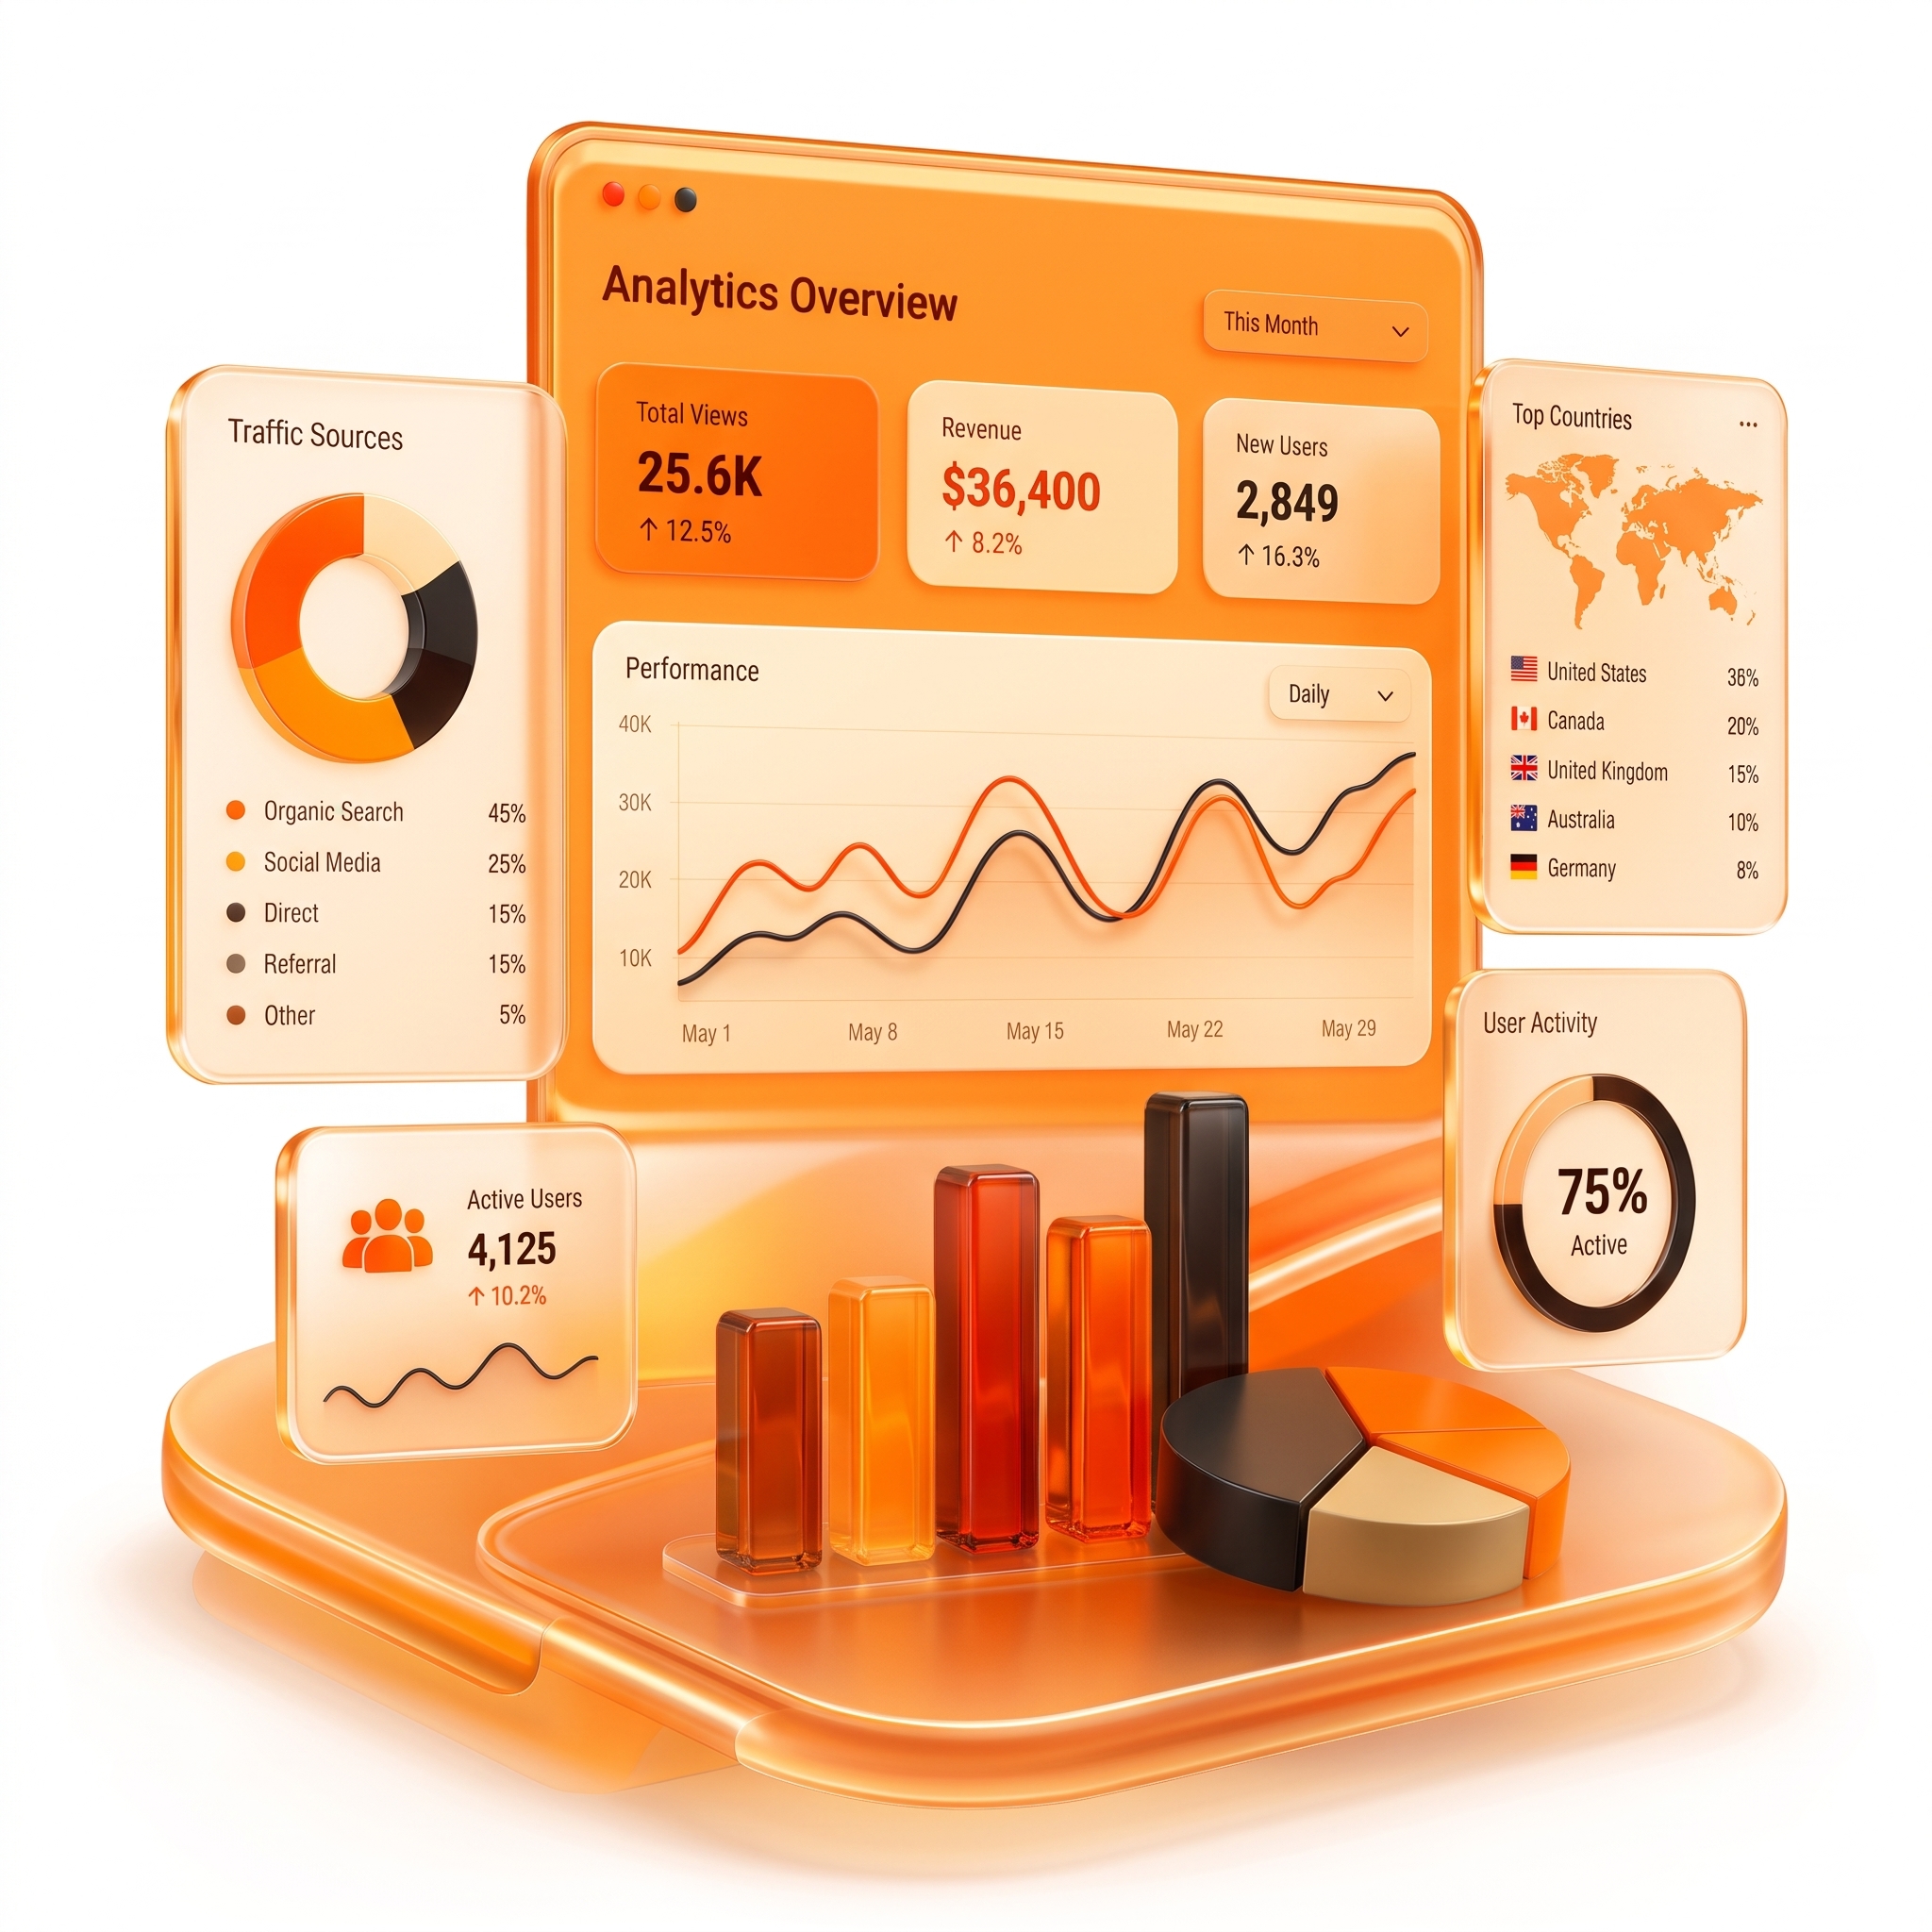 Analytics Overview
This Month
Total Views
25.6K
↑ 12.5%
Revenue
$36,400
↑ 8.2%
New Users
2,849
↑ 16.3%
Traffic Sources
Organic Search 45%
Social Media 25%
Direct 15%
Referral 15%
Other 5%
Performance
Daily
40K
30K
20K
10K
May 1 May 8 May 15 May 22 May 29
Top Countries
United States 36%
Canada 20%
United Kingdom 15%
Australia 10%
Germany 8%
User Activity
75%
Active
Active Users
4,125
↑ 10.2%